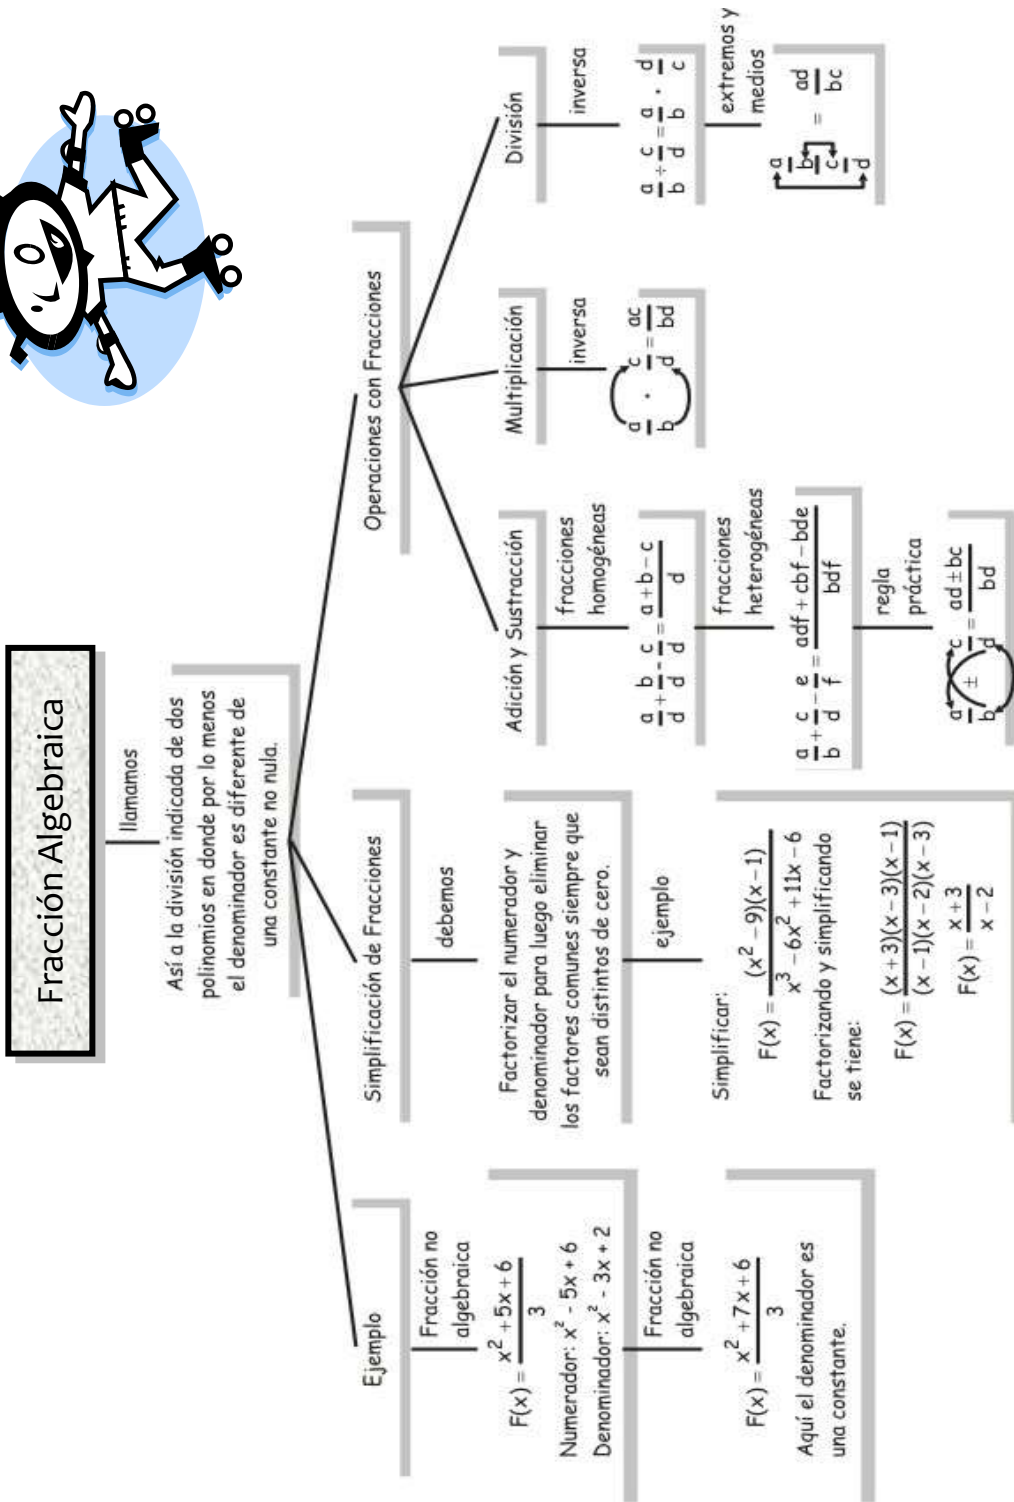 Fracción Algebraica
llamamos
Así a la división indicada de dos
polinomios en donde por lo menos
el denominador es diferente de
una constante no nula.
Ejemplo
Fracción no
algebraica
F(x) = (x² + 5x + 6)/3
Numerador: x² - 5x + 6
Denominador: x² - 3x + 2
Fracción no
algebraica
F(x) = (x² + 7x + 6)/3
Aquí el denominador es
una constante.
Simplificación de Fracciones
debemos
Factorizar el numerador y
denominador para luego eliminar
los factores comunes siempre que
sean distintos de cero.
ejemplo
Simplificar:
F(x) = (x² − 9)(x − 1)/(x³ − 6x² + 11x − 6)
Factorizando y simplificando
se tiene:
F(x) = (x + 3)(x − 3)(x − 1)/(x − 1)(x − 2)(x − 3)
F(x) = (x + 3)/(x − 2)
Operaciones con Fracciones
Adición y Sustracción
fracciones
homogéneas
a/d + b/d - c/d = (a + b − c)/d
fracciones
heterogéneas
a/b + c/d − e/f = (adf + cbf − bde)/bdf
regla
práctica
a/b ± c/d = (ad ± bc)/bd
Multiplicación
inversa
a/b · c/d = ac/bd
División
inversa
a/b ÷ c/d = a/b · d/c
extremos y
medios
a/b / c/d = ad/bc